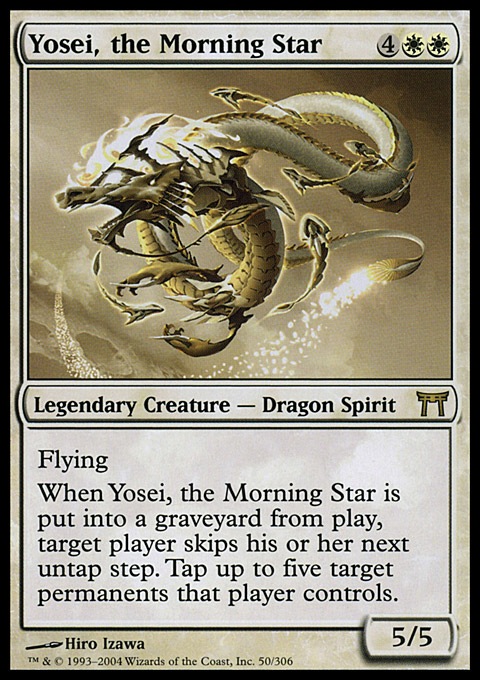 Yosei, the Morning Star 4
Legendary Creature — Dragon Spirit
Flying
When Yosei, the Morning Star is
put into a graveyard from play,
target player skips his or her next
untap step. Tap up to five target
permanents that player controls.
Hiro Izawa
5/5
™ & © 1993–2004 Wizards of the Coast, Inc. 50/306